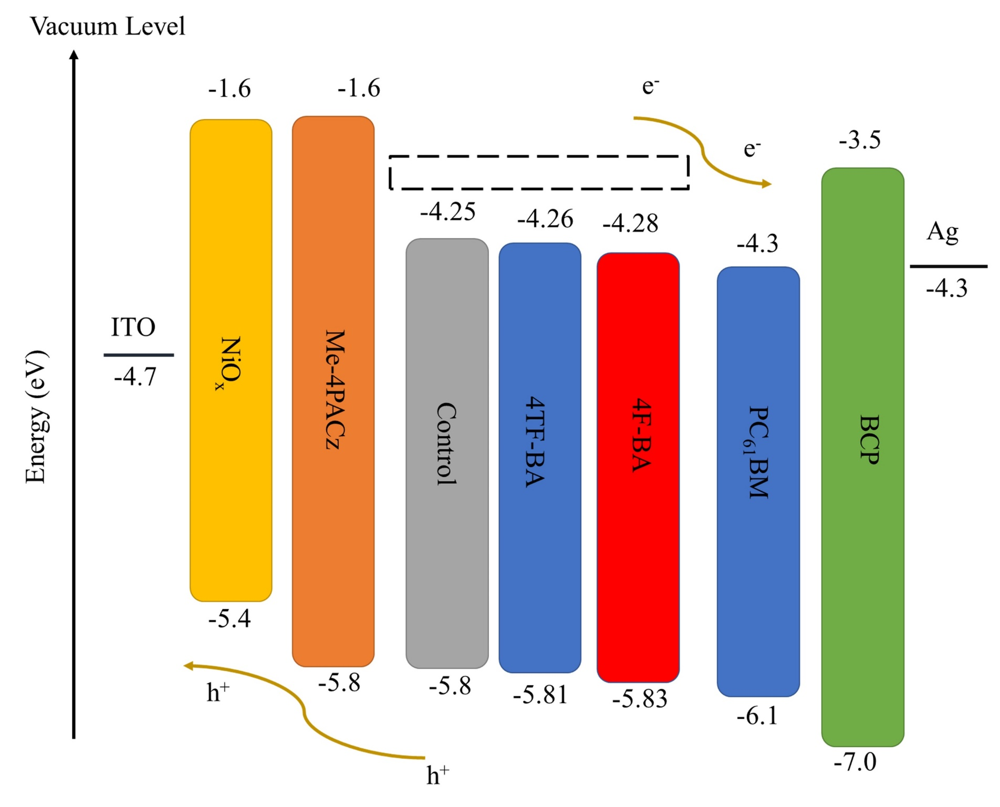 Vacuum Level
Energy (eV)
ITO
-4.7
-1.6
NiOₓ
-5.4
-1.6
Me-4PACz
-5.8
-4.25
Control
-5.8
-4.26
4TF-BA
-5.81
-4.28
4F-BA
-5.83
-4.3
PC₆₁BM
-6.1
-3.5
BCP
-7.0
Ag
-4.3
e⁻
e⁻
h⁺
h⁺